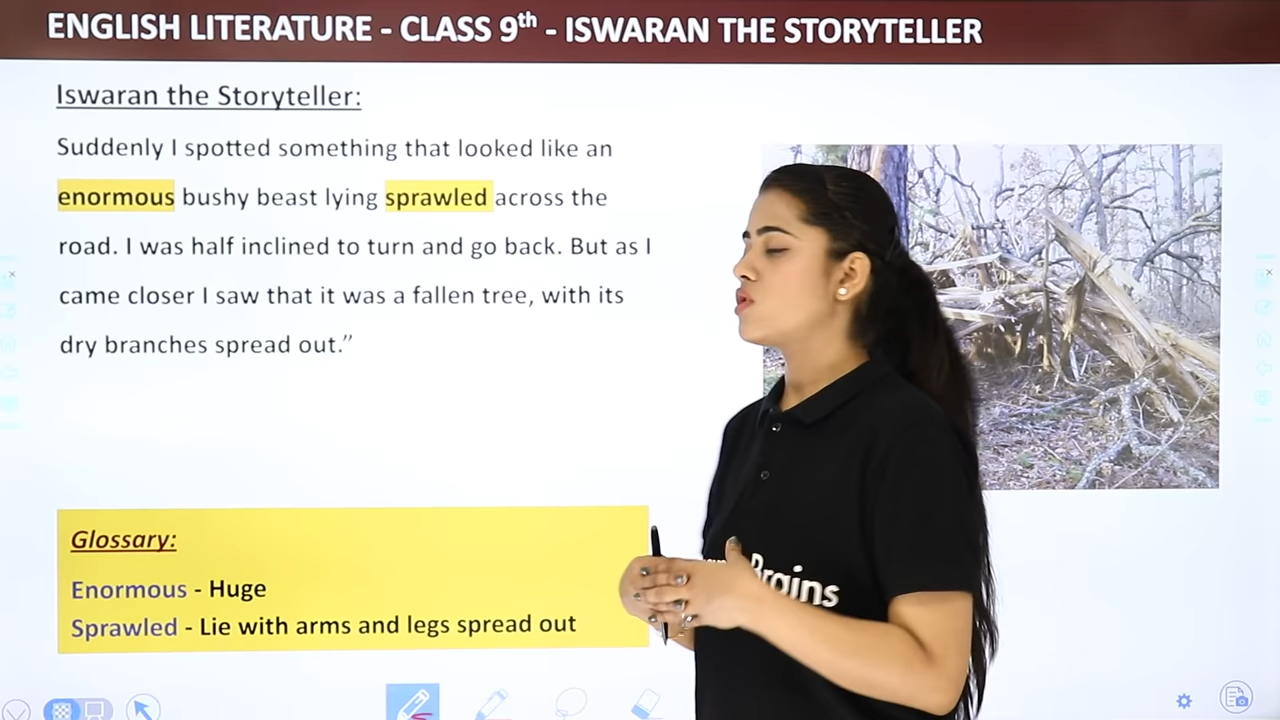 ENGLISH LITERATURE - CLASS 9th - ISWARAN THE STORYTELLER
Iswaran the Storyteller:
Suddenly I spotted something that looked like an
enormous bushy beast lying sprawled across the
road. I was half inclined to turn and go back. But as I
came closer I saw that it was a fallen tree, with its
dry branches spread out.”
Glossary:
Enormous - Huge
Sprawled - Lie with arms and legs spread out
Brains